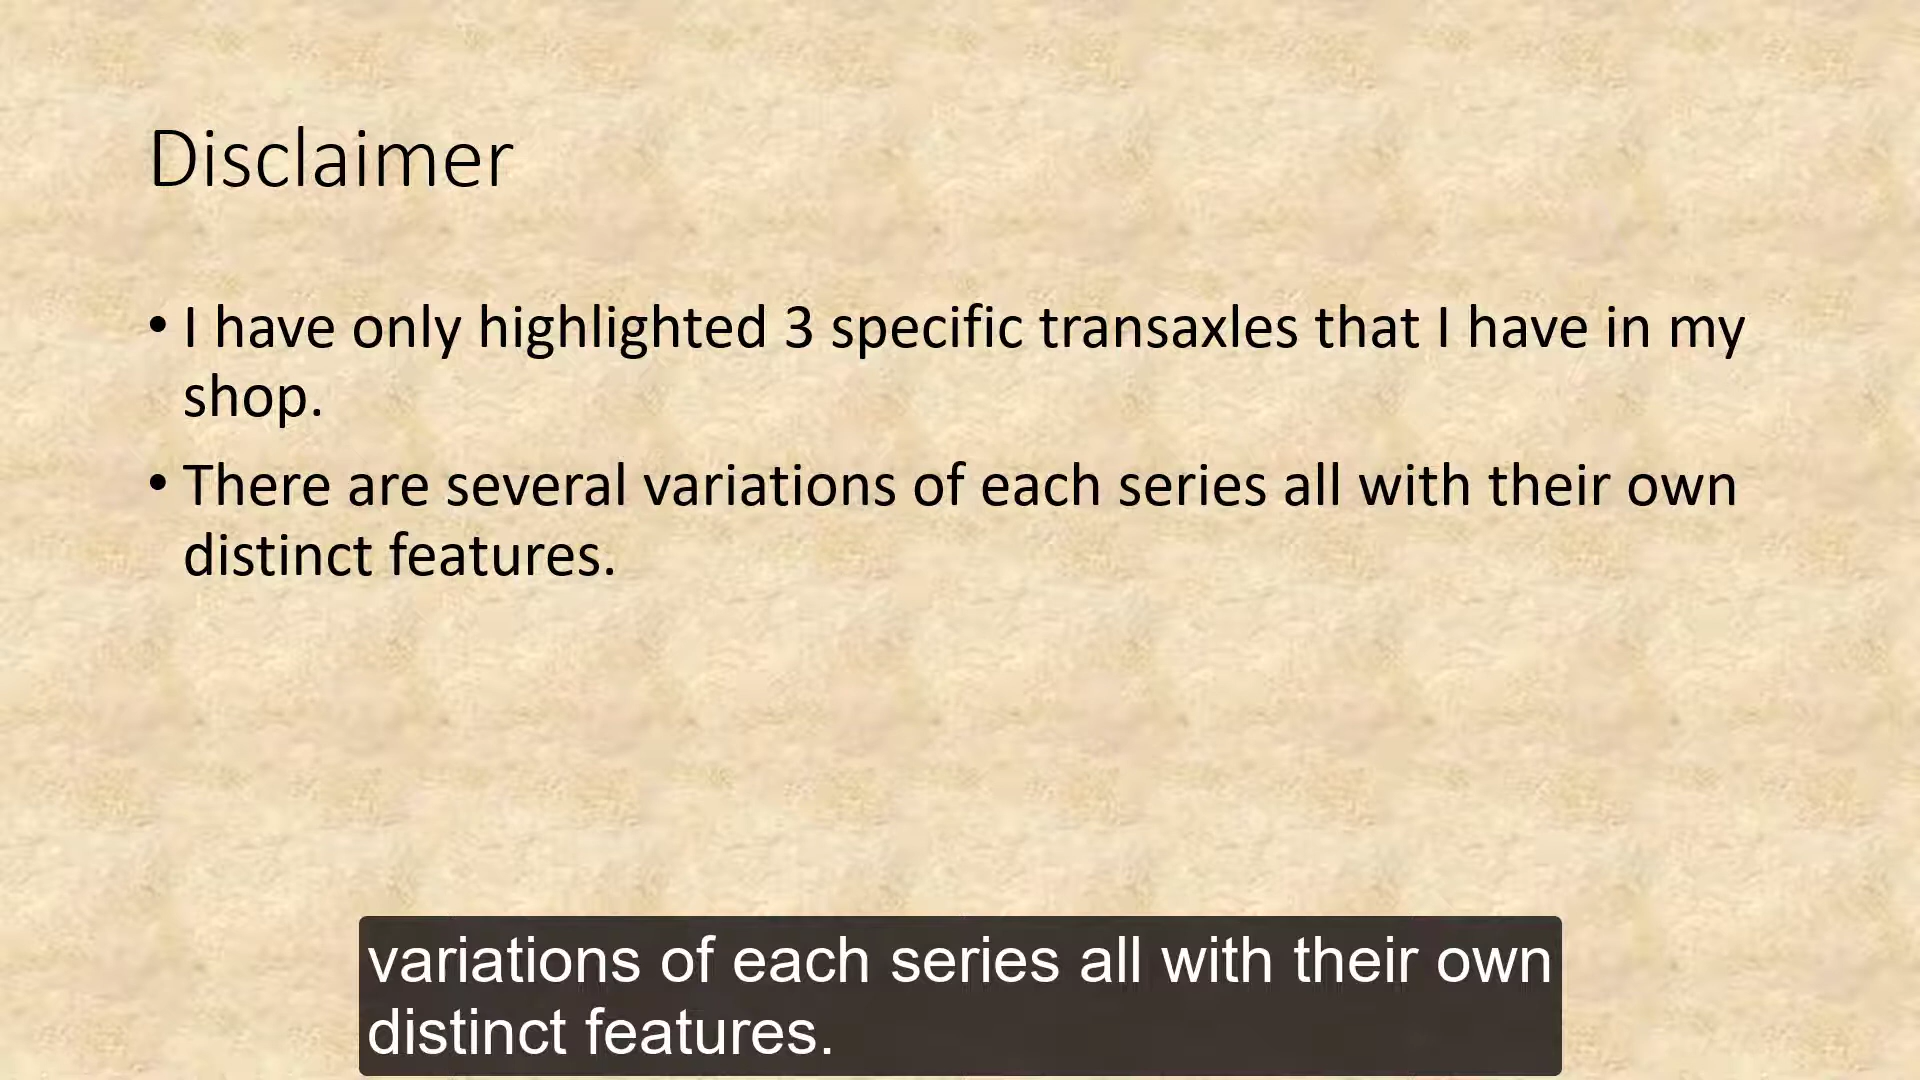 Disclaimer
• I have only highlighted 3 specific transaxles that I have in my
shop.
• There are several variations of each series all with their own
distinct features.
variations of each series all with their own
distinct features.